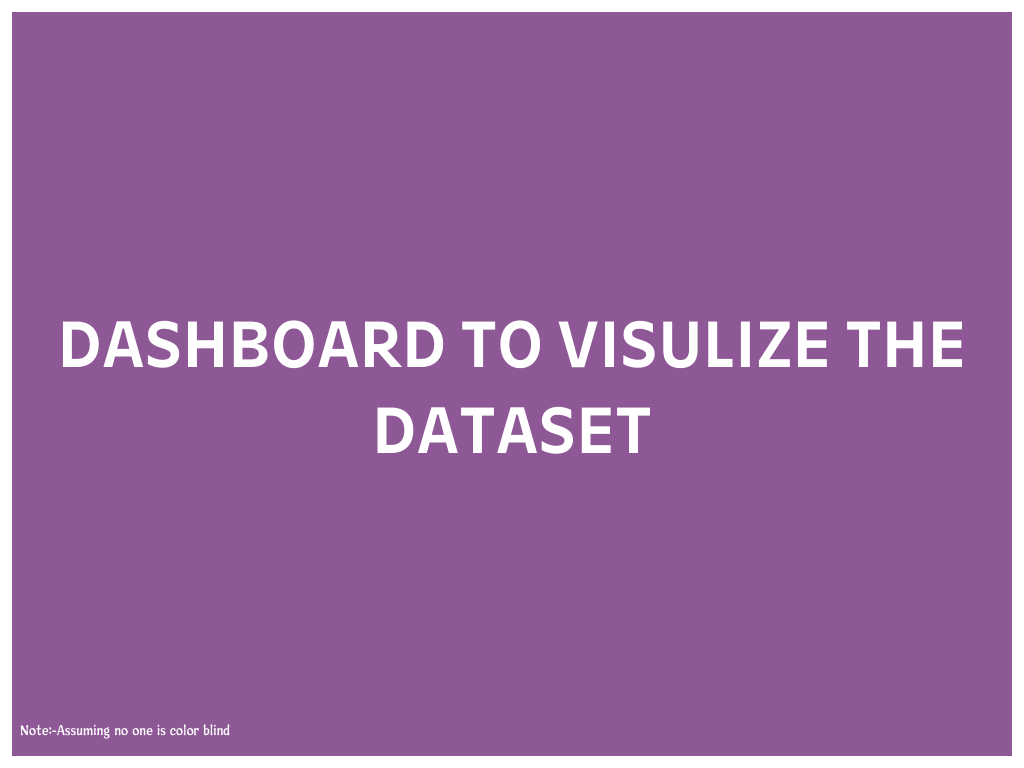 DASHBOARD TO VISULIZE THE
DATASET
Note:-Assuming no one is color blind